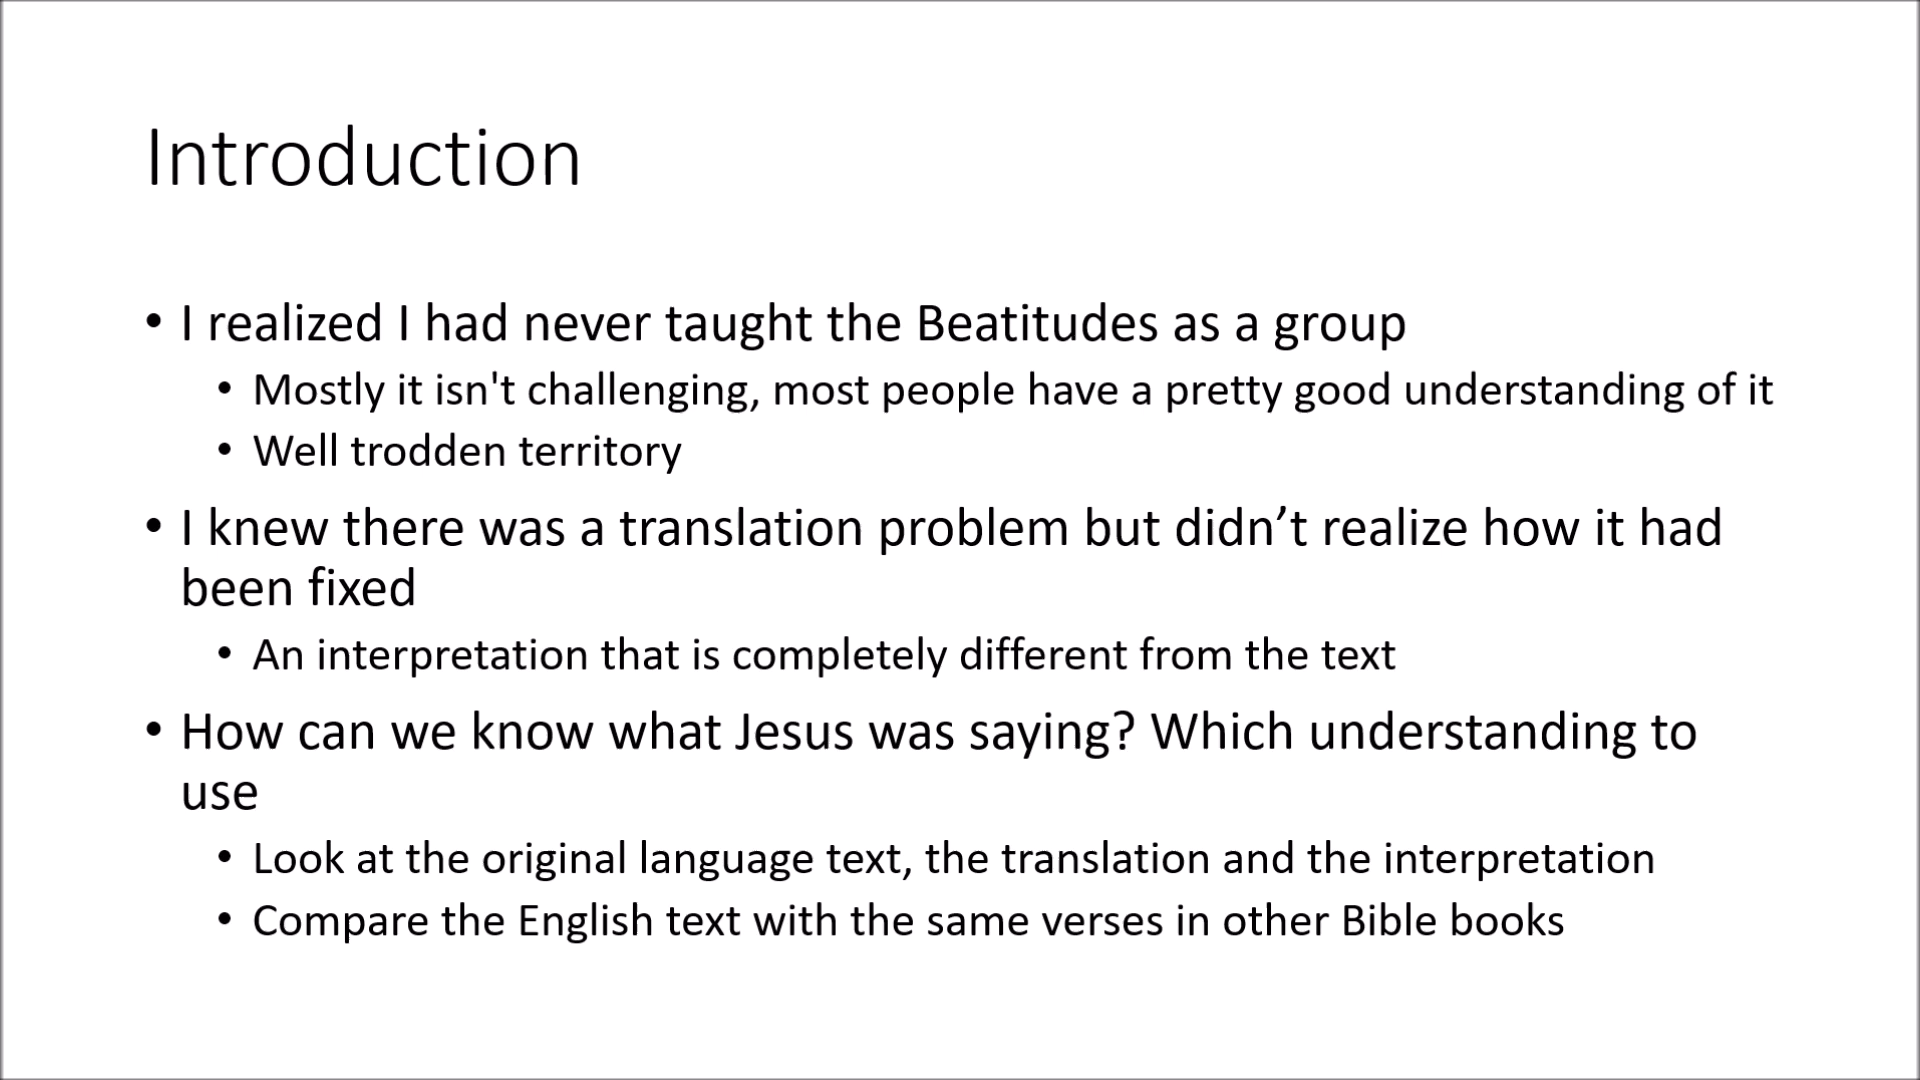 Introduction
• I realized I had never taught the Beatitudes as a group
• Mostly it isn't challenging, most people have a pretty good understanding of it
• Well trodden territory
• I knew there was a translation problem but didn’t realize how it had
been fixed
• An interpretation that is completely different from the text
• How can we know what Jesus was saying? Which understanding to
use
• Look at the original language text, the translation and the interpretation
• Compare the English text with the same verses in other Bible books